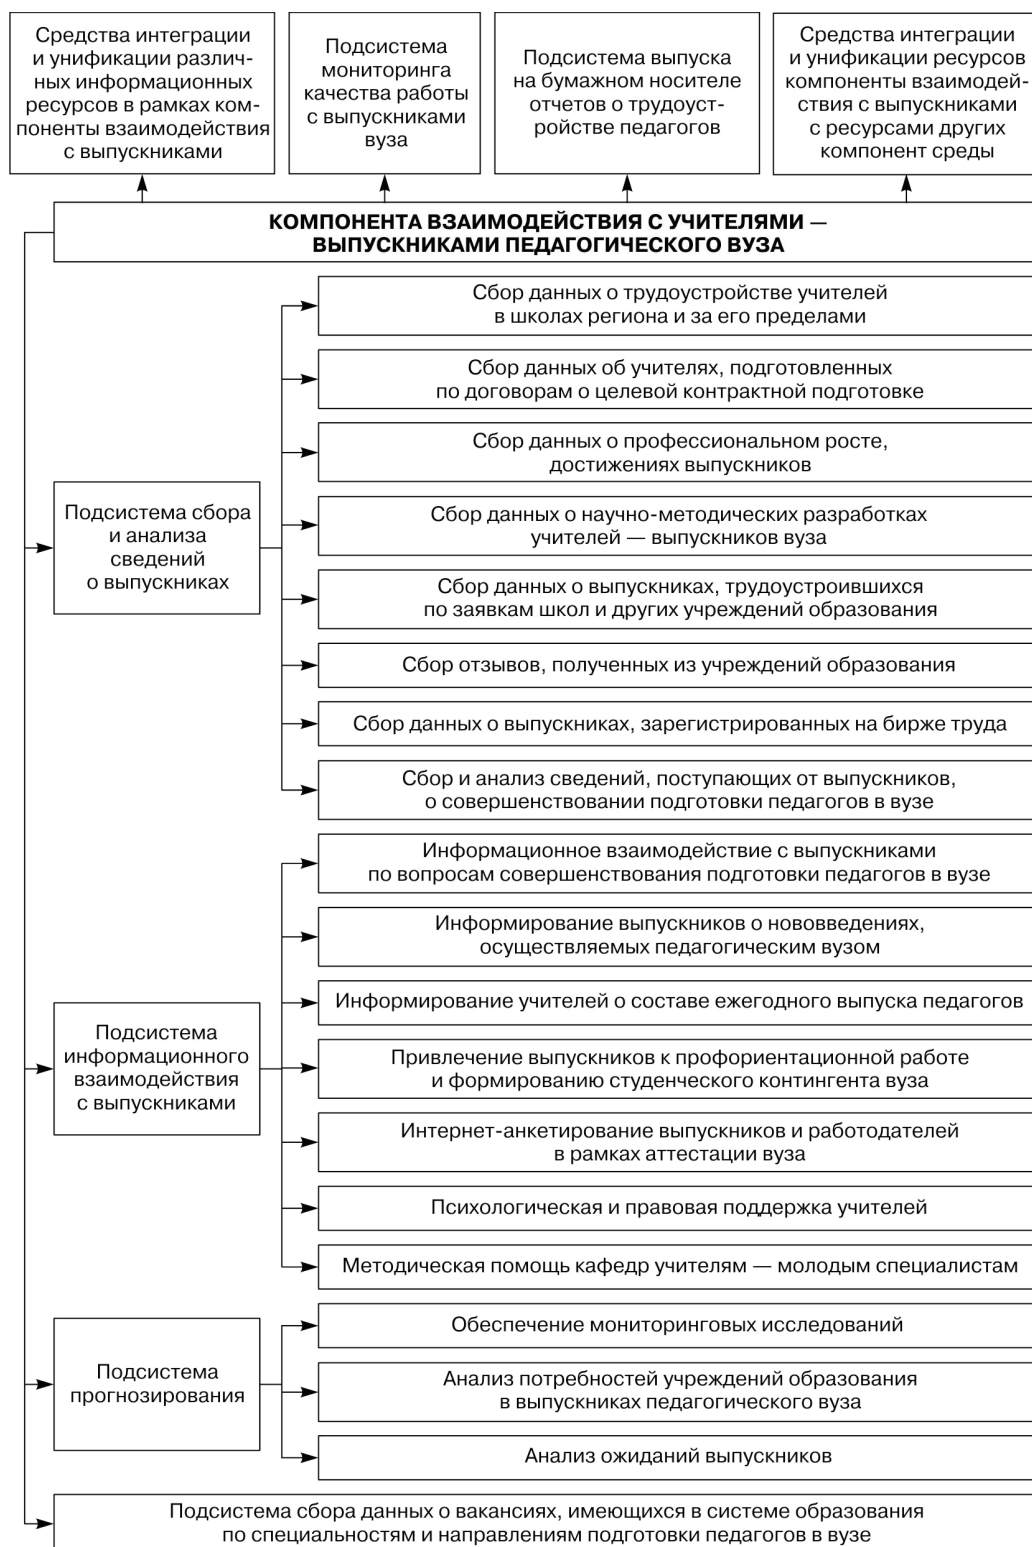 Средства интеграции
и унификации различ-
ных информационных
ресурсов в рамках ком-
поненты взаимодействия
с выпускниками
Подсистема
мониторинга
качества работы
с выпускниками
вуза
Подсистема выпуска
на бумажном носителе
отчетов о трудоуст-
ройстве педагогов
Средства интеграции
и унификации ресурсов
компоненты взаимодей-
ствия с выпускниками
с ресурсами других
компонент среды
КОМПОНЕНТА ВЗАИМОДЕЙСТВИЯ С УЧИТЕЛЯМИ —
ВЫПУСКНИКАМИ ПЕДАГОГИЧЕСКОГО ВУЗА
Подсистема сбора
и анализа
сведений
о выпускниках
Сбор данных о трудоустройстве учителей
в школах региона и за его пределами
Сбор данных об учителях, подготовленных
по договорам о целевой контрактной подготовке
Сбор данных о профессиональном росте,
достижениях выпускников
Сбор данных о научно-методических разработках
учителей — выпускников вуза
Сбор данных о выпускниках, трудоустроившихся
по заявкам школ и других учреждений образования
Сбор отзывов, полученных из учреждений образования
Сбор данных о выпускниках, зарегистрированных на бирже труда
Сбор и анализ сведений, поступающих от выпускников,
о совершенствовании подготовки педагогов в вузе
Подсистема
информационного
взаимодействия
с выпускниками
Информационное взаимодействие с выпускниками
по вопросам совершенствования подготовки педагогов в вузе
Информирование выпускников о нововведениях,
осуществляемых педагогическим вузом
Информирование учителей о составе ежегодного выпуска педагогов
Привлечение выпускников к профориентационной работе
и формированию студенческого контингента вуза
Интернет-анкетирование выпускников и работодателей
в рамках аттестации вуза
Психологическая и правовая поддержка учителей
Методическая помощь кафедр учителям — молодым специалистам
Подсистема
прогнозирования
Обеспечение мониторинговых исследований
Анализ потребностей учреждений образования
в выпускниках педагогического вуза
Анализ ожиданий выпускников
Подсистема сбора данных о вакансиях, имеющихся в системе образования
по специальностям и направлениям подготовки педагогов в вузе